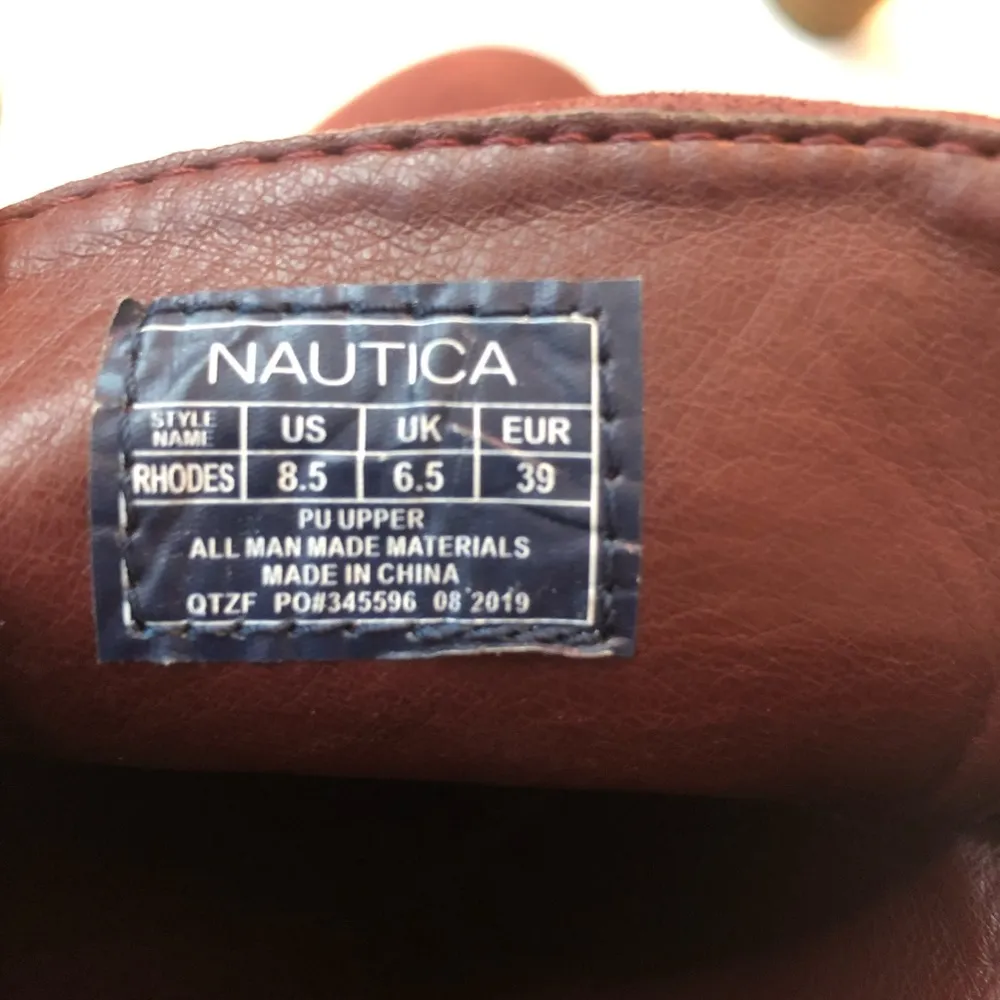 NAUTICA
STYLE NAME US UK EUR
RHODES 8.5 6.5 39
PU UPPER
ALL MAN MADE MATERIALS
MADE IN CHINA
QTZF PO#345596 08 2019